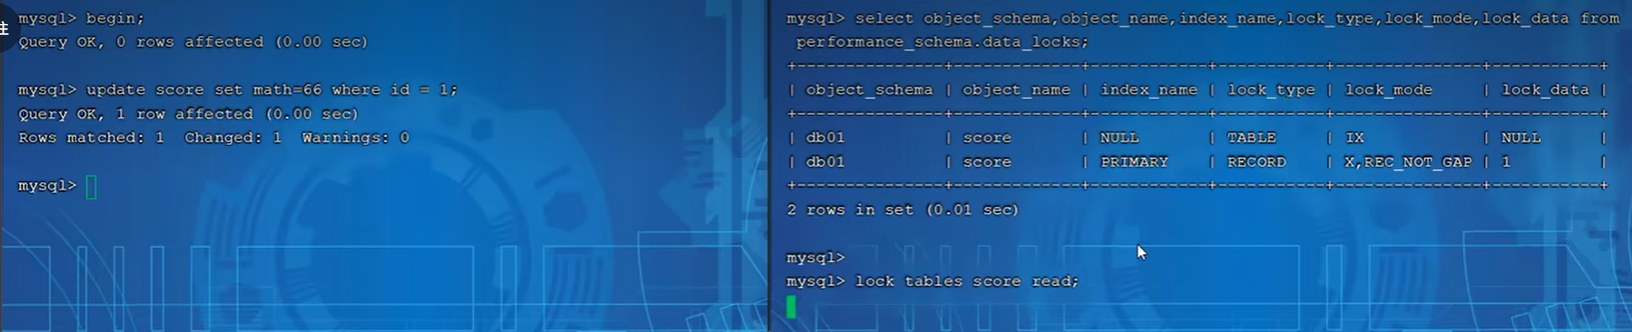 mysql> begin;
Query OK, 0 rows affected (0.00 sec)
mysql> update score set math=66 where id = 1;
Query OK, 1 row affected (0.00 sec)
Rows matched: 1  Changed: 1  Warnings: 0
mysql>
mysql> select object_schema,object_name,index_name,lock_type,lock_mode,lock_data from
performance_schema.data_locks;
+---------------+-------------+------------+-----------+---------------+-----------+
| object_schema | object_name | index_name | lock_type | lock_mode     | lock_data |
+---------------+-------------+------------+-----------+---------------+-----------+
| db01          | score       | NULL       | TABLE     | IX            | NULL      |
| db01          | score       | PRIMARY    | RECORD    | X,REC_NOT_GAP | 1         |
+---------------+-------------+------------+-----------+---------------+-----------+
2 rows in set (0.01 sec)
mysql>
mysql> lock tables score read;